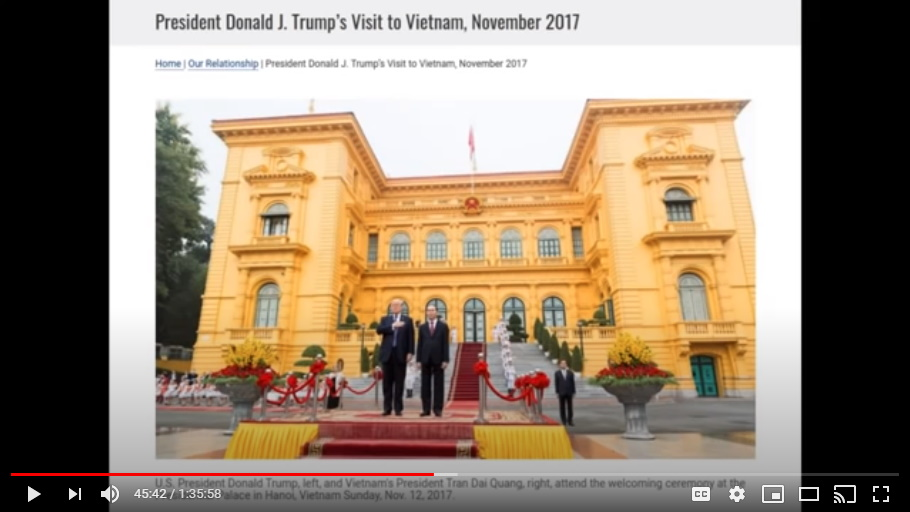 President Donald J. Trump's Visit to Vietnam, November 2017
Home | Our Relationship | President Donald J. Trump's Visit to Vietnam, November 2017
U.S. President Donald Trump, left, and Vietnam's President Tran Dai Quang, right, attend the welcoming ceremony at the
Palace in Hanoi, Vietnam Sunday, Nov. 12, 2017
45:42 / 1:35:58
CC